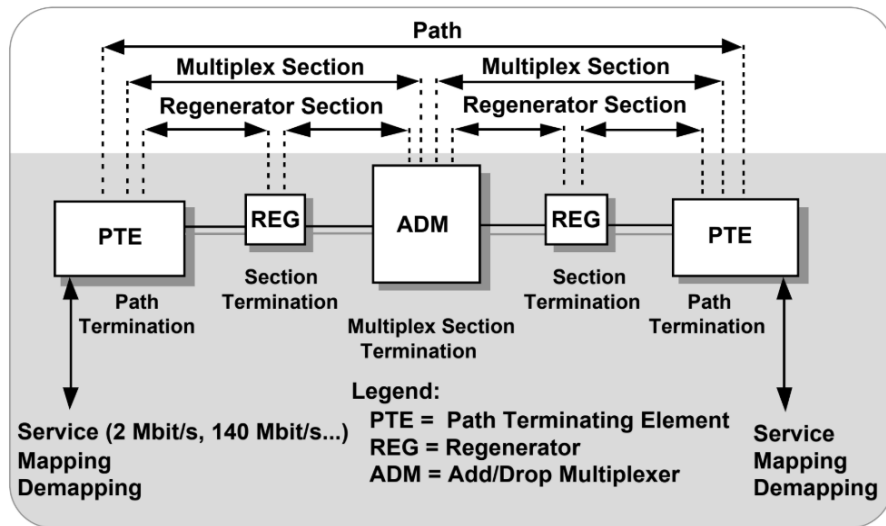 Path
Multiplex Section
Multiplex Section
Regenerator Section
Regenerator Section
PTE
REG
ADM
REG
PTE
Path
Termination
Section
Termination
Multiplex Section
Termination
Section
Termination
Path
Termination
Service (2 Mbit/s, 140 Mbit/s...)
Mapping
Demapping
Legend:
PTE = Path Terminating Element
REG = Regenerator
ADM = Add/Drop Multiplexer
Service
Mapping
Demapping